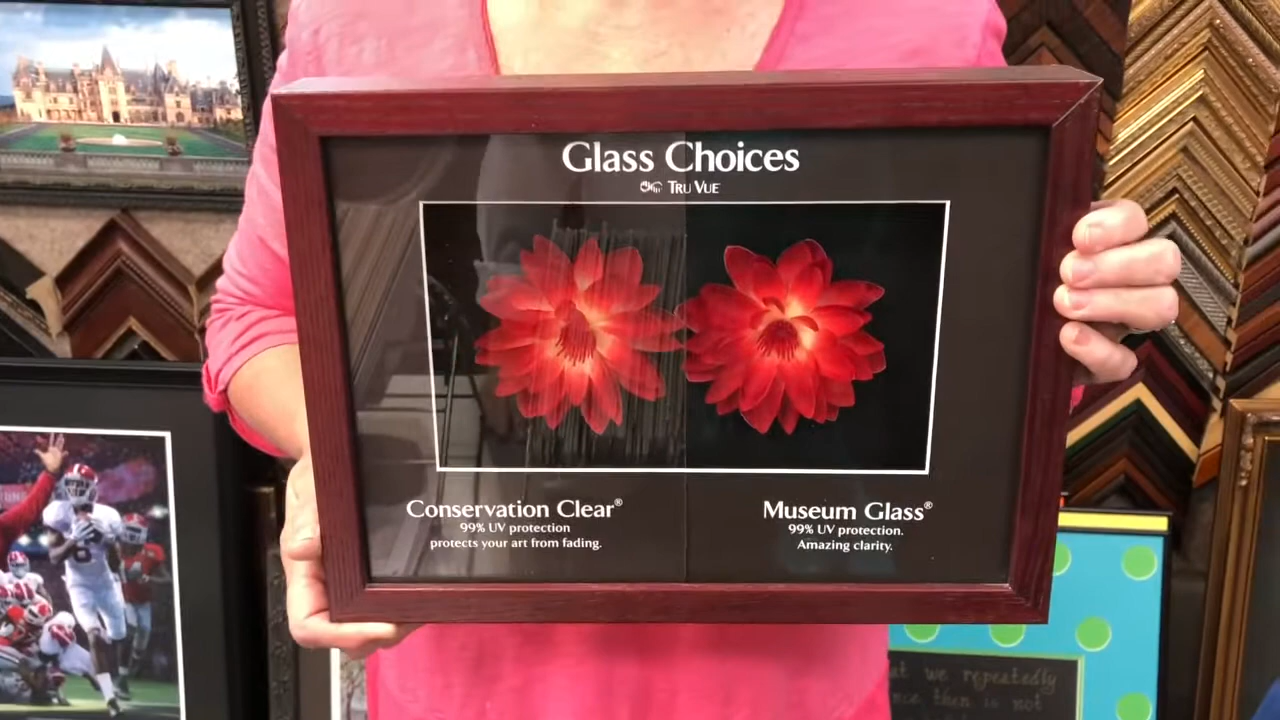 Glass Choices
TRU VUE
Conservation Clear®
99% UV protection
protects your art from fading.
Museum Glass®
99% UV protection.
Amazing clarity.
we repeatedly
then is not
6